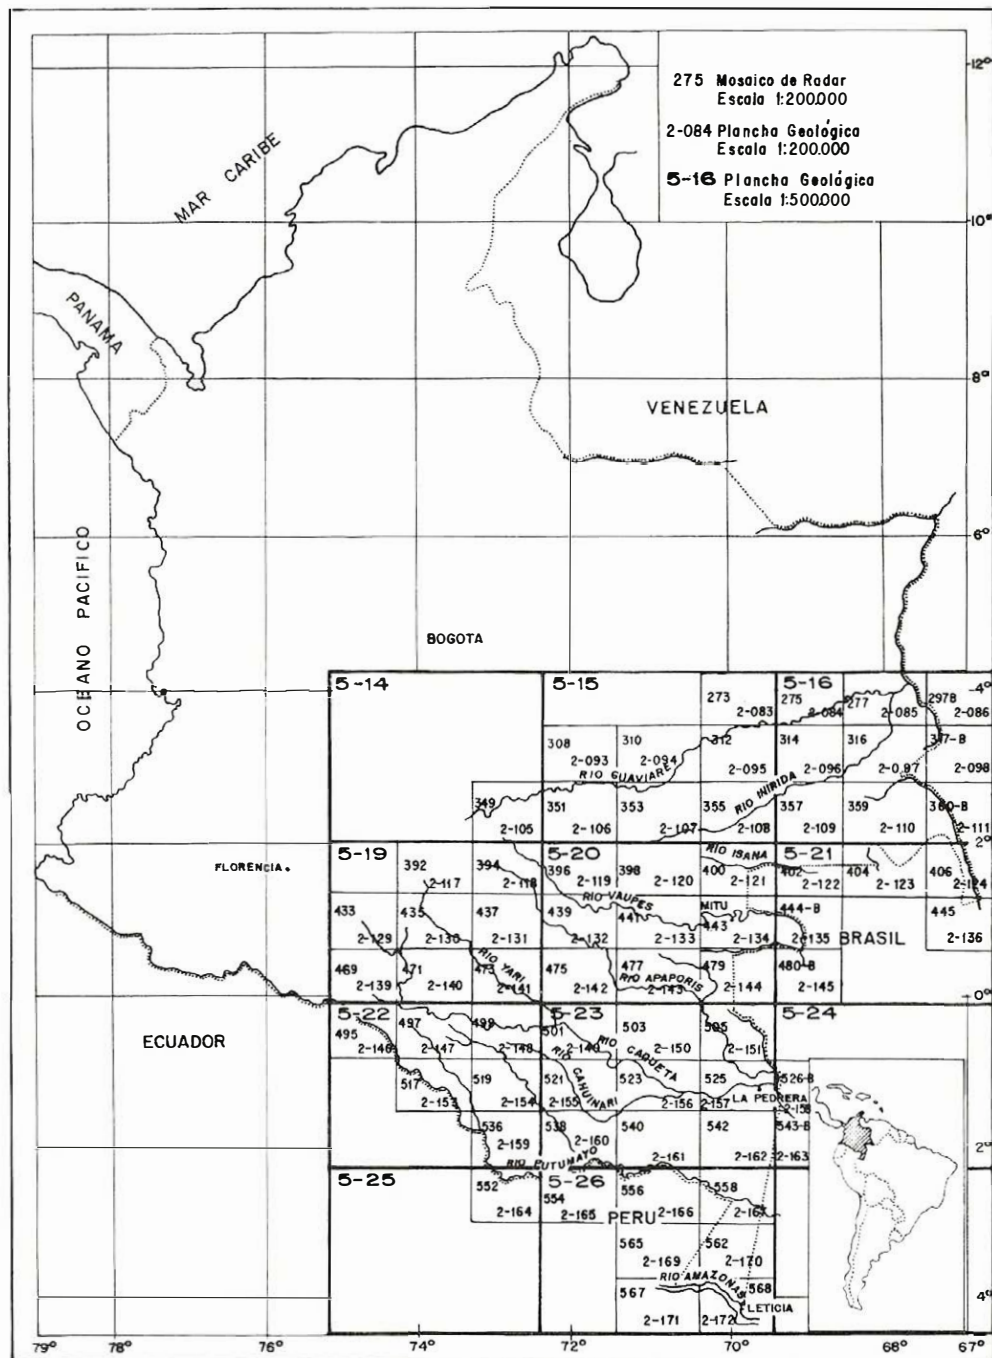 275 Mosaico de Radar
Escala 1:200.000
2-084 Plancha Geológica
Escala 1:200.000
5-16 Plancha Geológica
Escala 1:500.000
12°
MAR CARIBE
10°
PANAMA
8°
VENEZUELA
OCEANO PACIFICO
6°
BOGOTA
5-14 5-15 5-16 4°
273 275 277 297B
2-083 2-084 2-085 2-086
308 310 312 314 316 317-B
2-093 2-094 2-095 2-096 2-097 2-098
RIO GUAVIARE
RIO INIRIDA
349 351 353 355 357 359 360-B
2-105 2-106 2-107 2-108 2-109 2-110 2-111
5-19 5-20 RIO ISANA 5-21 2°
FLORENCIA
392 394 396 398 400 402 404 406
2-117 2-118 2-119 2-120 2-121 2-122 2-123 2-124
RIO VAUPES MITU
433 435 437 439 441 443 444-B 445
2-129 2-130 2-131 2-132 2-133 2-134 2-135 BRASIL 2-136
RIO YARI
469 471 473 475 477 479 480-B
RIO APAPORIS
2-139 2-140 2-141 2-142 2-143 2-144 2-145
0°
5-22 5-23 5-24
ECUADOR
495 497 499 501 503 505
2-146 2-147 2-148 2-149 2-150 2-151
RIO CAQUETA
RIO CAHUINARI
517 519 521 523 525 526-B
LA PEDRERA
2-153 2-154 2-155 2-156 2-157 2-158
536 538 540 542 543-B
2-159 2-160 2-161 2-162 2-163
2°
RIO PUTUMAYO
5-25 5-26
552 554 556 558
2-164 2-165 PERU 2-166 2-167
565 562
2-169 2-170
RIO AMAZONAS
567 568
LETICIA
4°
2-171 2-172
79° 78° 76° 74° 72° 70° 68° 67°